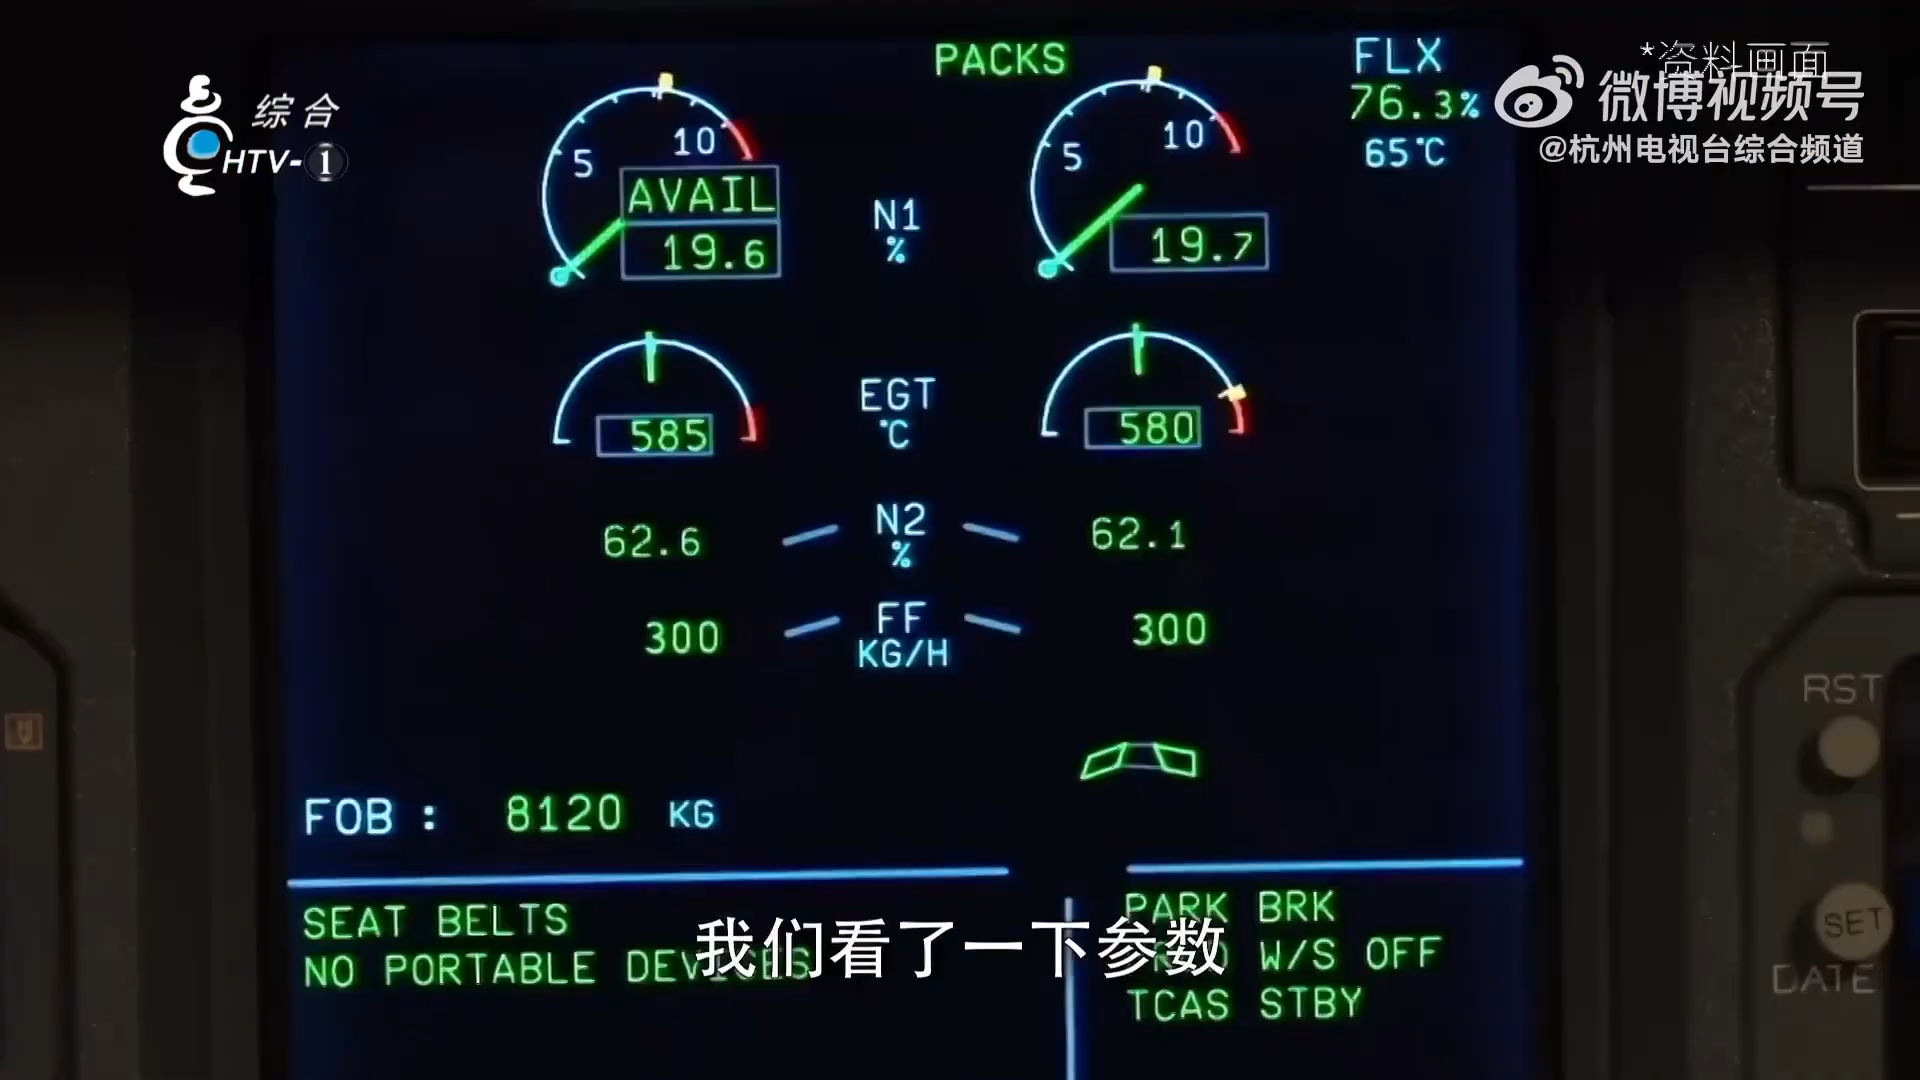 PACKS
FLX
*资料画面
76.3%
65°C
微博视频号
@杭州电视台综合频道
综合
HTV-1
5
10
AVAIL
19.6
N1
%
5
10
19.7
585
EGT
°C
580
62.6
N2
%
62.1
300
FF
KG/H
300
FOB : 8120 KG
RST
SEAT BELTS
NO PORTABLE DEVICES
PARK BRK
W/S OFF
TCAS STBY
SET
DATE
我们看了一下参数